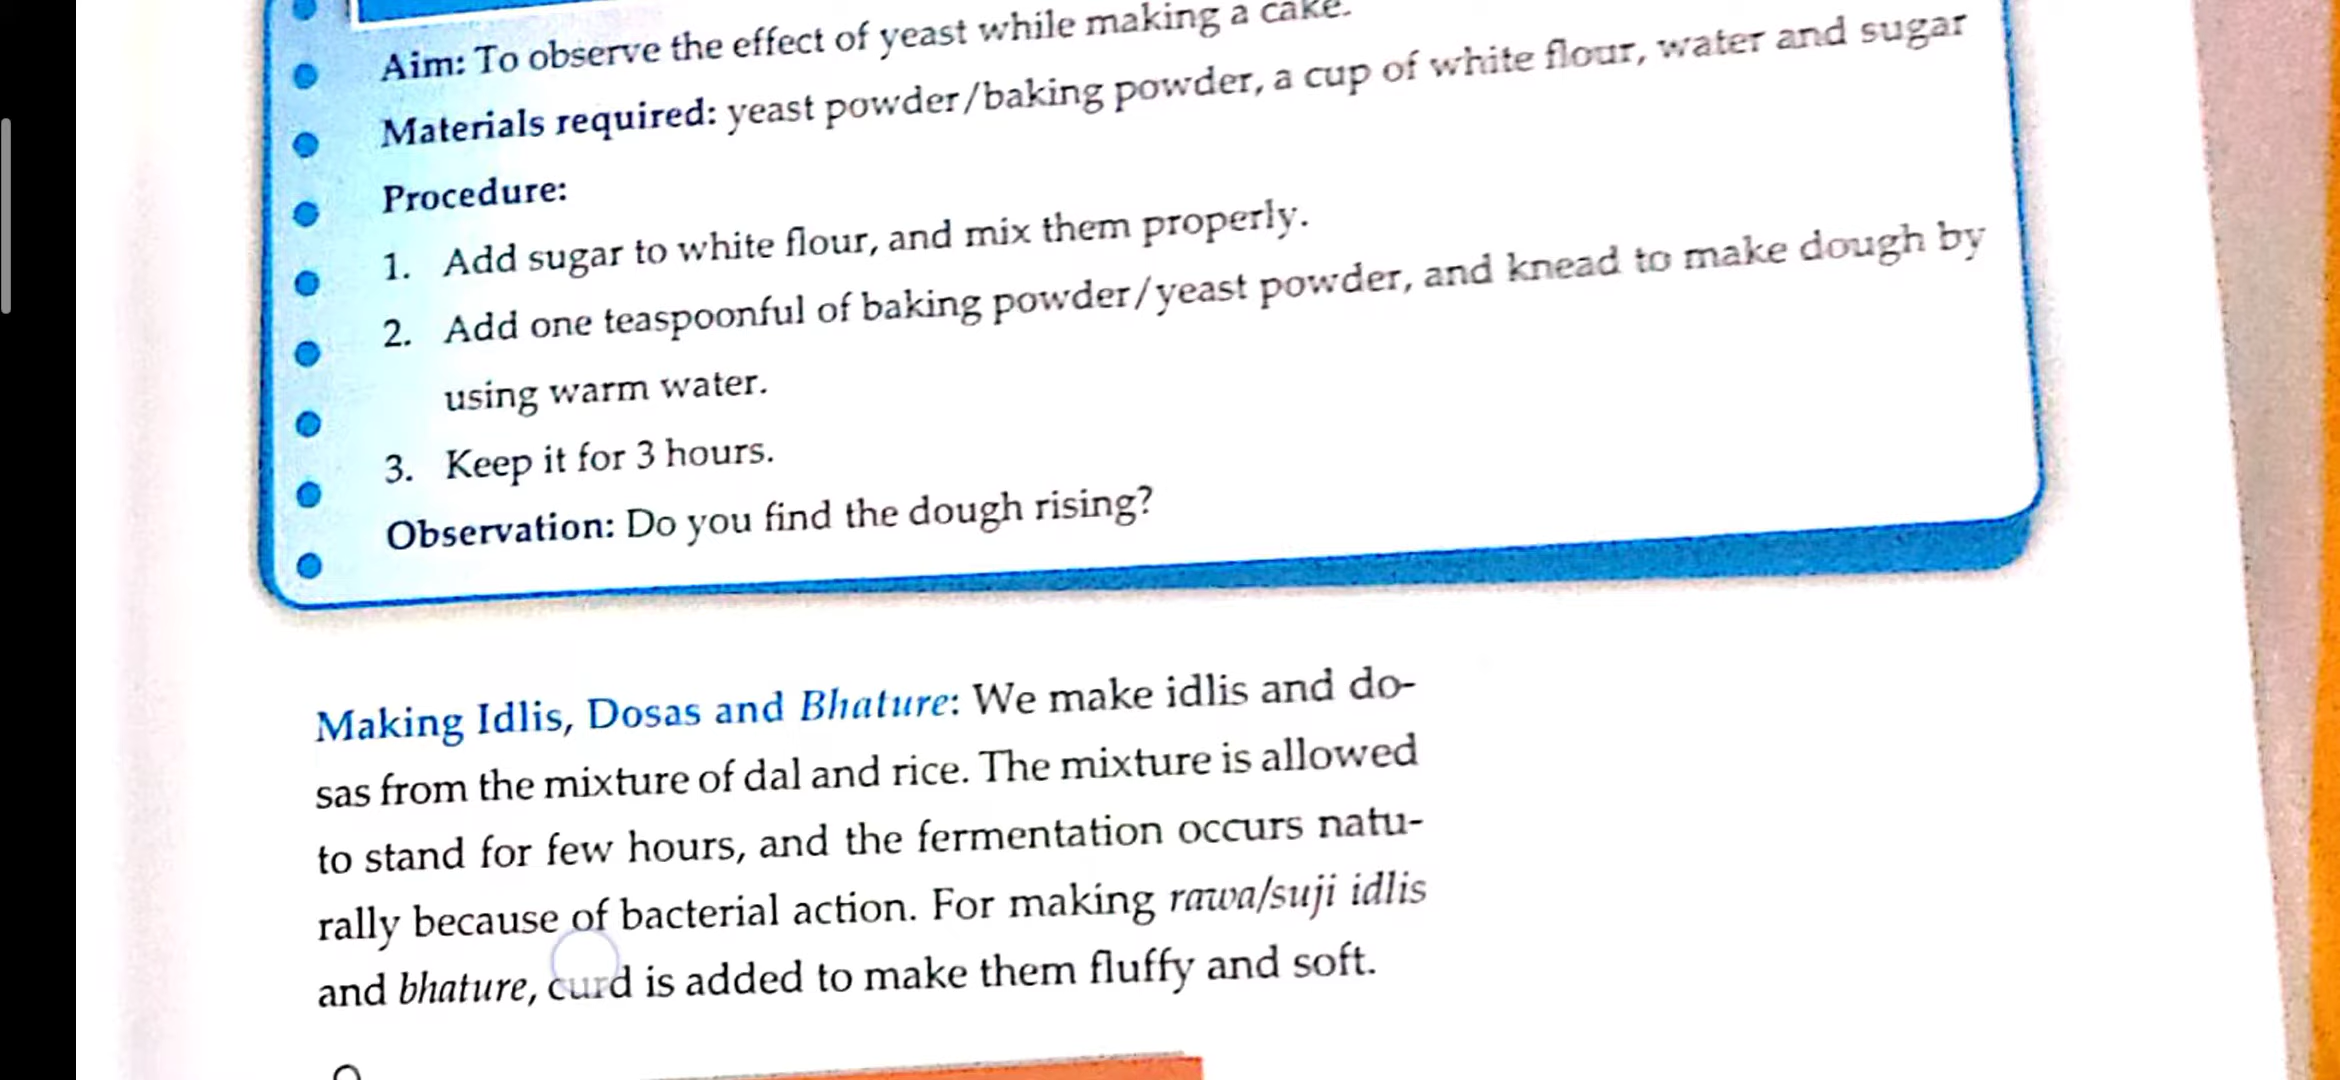 Aim: To observe the effect of yeast while making a cake.
Materials required: yeast powder/baking powder, a cup of white flour, water and sugar
Procedure:
1. Add sugar to white flour, and mix them properly.
2. Add one teaspoonful of baking powder/yeast powder, and knead to make dough by
using warm water.
3. Keep it for 3 hours.
Observation: Do you find the dough rising?
Making Idlis, Dosas and Bhature: We make idlis and do-
sas from the mixture of dal and rice. The mixture is allowed
to stand for few hours, and the fermentation occurs natu-
rally because of bacterial action. For making rawa/suji idlis
and bhature, curd is added to make them fluffy and soft.